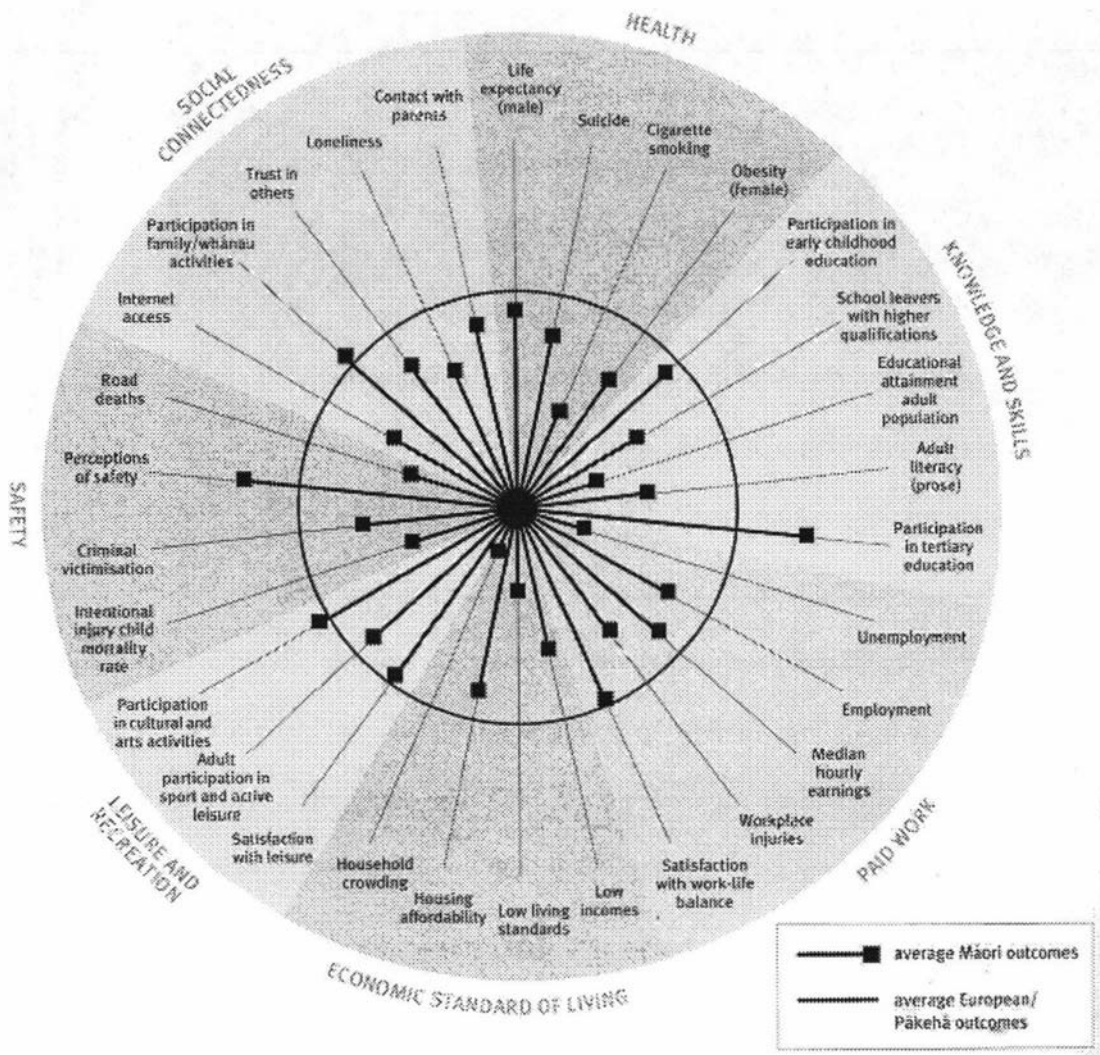 HEALTH
Life
expectancy
(male)
Suicide
Cigarette
smoking
Obesity
(female)
KNOWLEDGE AND SKILLS
Participation in
early childhood
education
School leavers
with higher
qualifications
Educational
attainment
adult
population
Adult
literacy
(prose)
Participation
in tertiary
education
PAID WORK
Unemployment
Employment
Median
hourly
earnings
Workplace
injuries
Satisfaction
with work-life
balance
ECONOMIC STANDARD OF LIVING
Low
incomes
Low living
standards
Housing
affordability
Household
crowding
LEISURE AND
RECREATION
Satisfaction
with leisure
Adult
participation in
sport and active
leisure
Participation
in cultural and
arts activities
SAFETY
Intentional
injury child
mortality
rate
Criminal
victimisation
Perceptions
of safety
Road
deaths
SOCIAL
CONNECTEDNESS
Internet
access
Participation in
family/whānau
activities
Trust in
others
Loneliness
Contact with
parents
average Māori outcomes
average European/
Pākehā outcomes